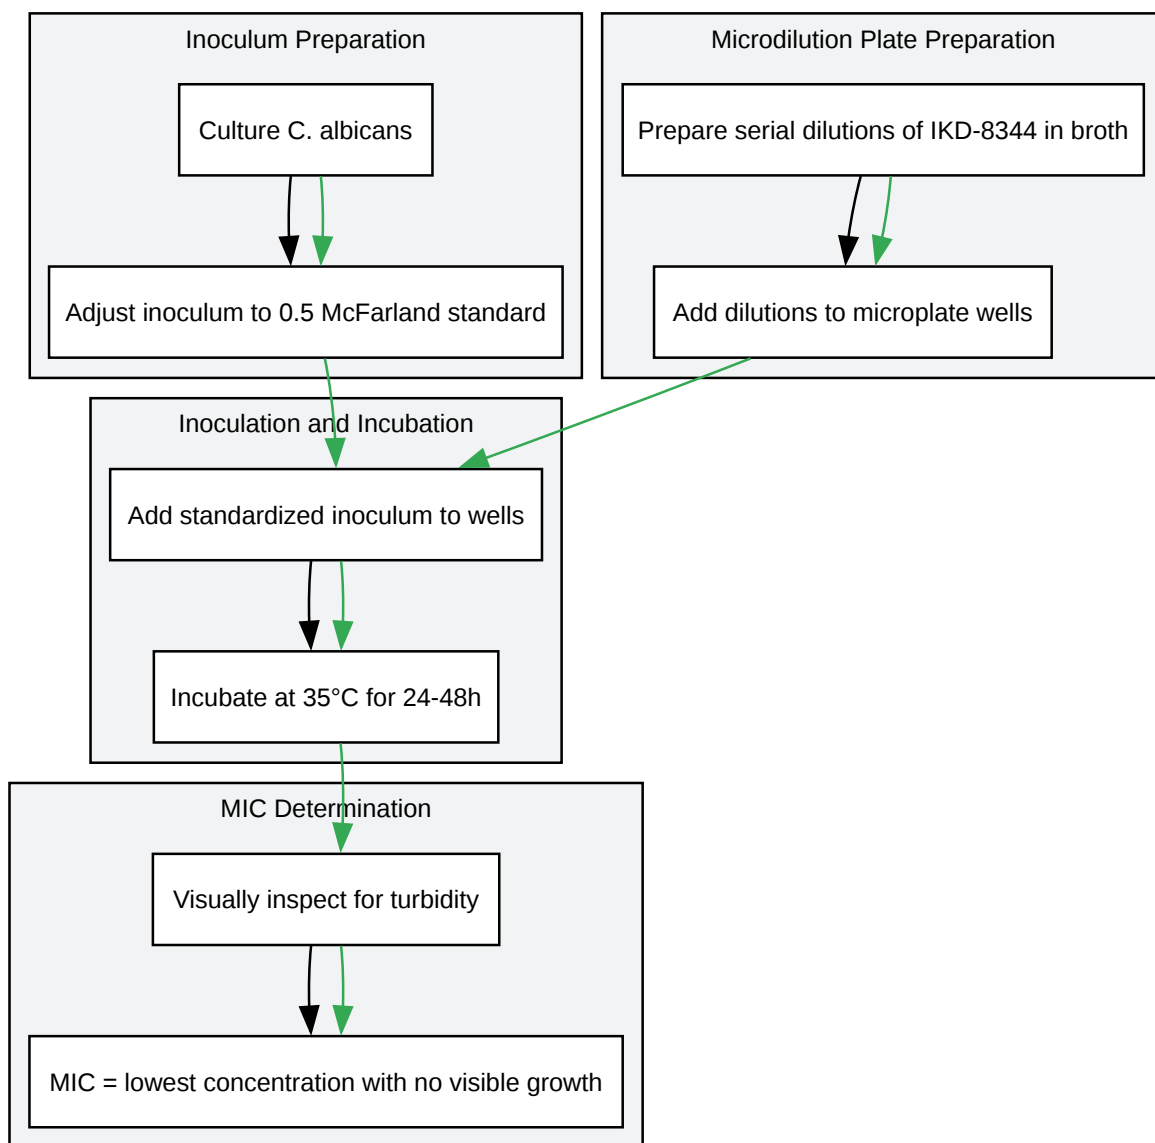 Inoculum Preparation
Culture C. albicans
Adjust inoculum to 0.5 McFarland standard
Microdilution Plate Preparation
Prepare serial dilutions of IKD-8344 in broth
Add dilutions to microplate wells
Inoculation and Incubation
Add standardized inoculum to wells
Incubate at 35°C for 24-48h
MIC Determination
Visually inspect for turbidity
MIC = lowest concentration with no visible growth